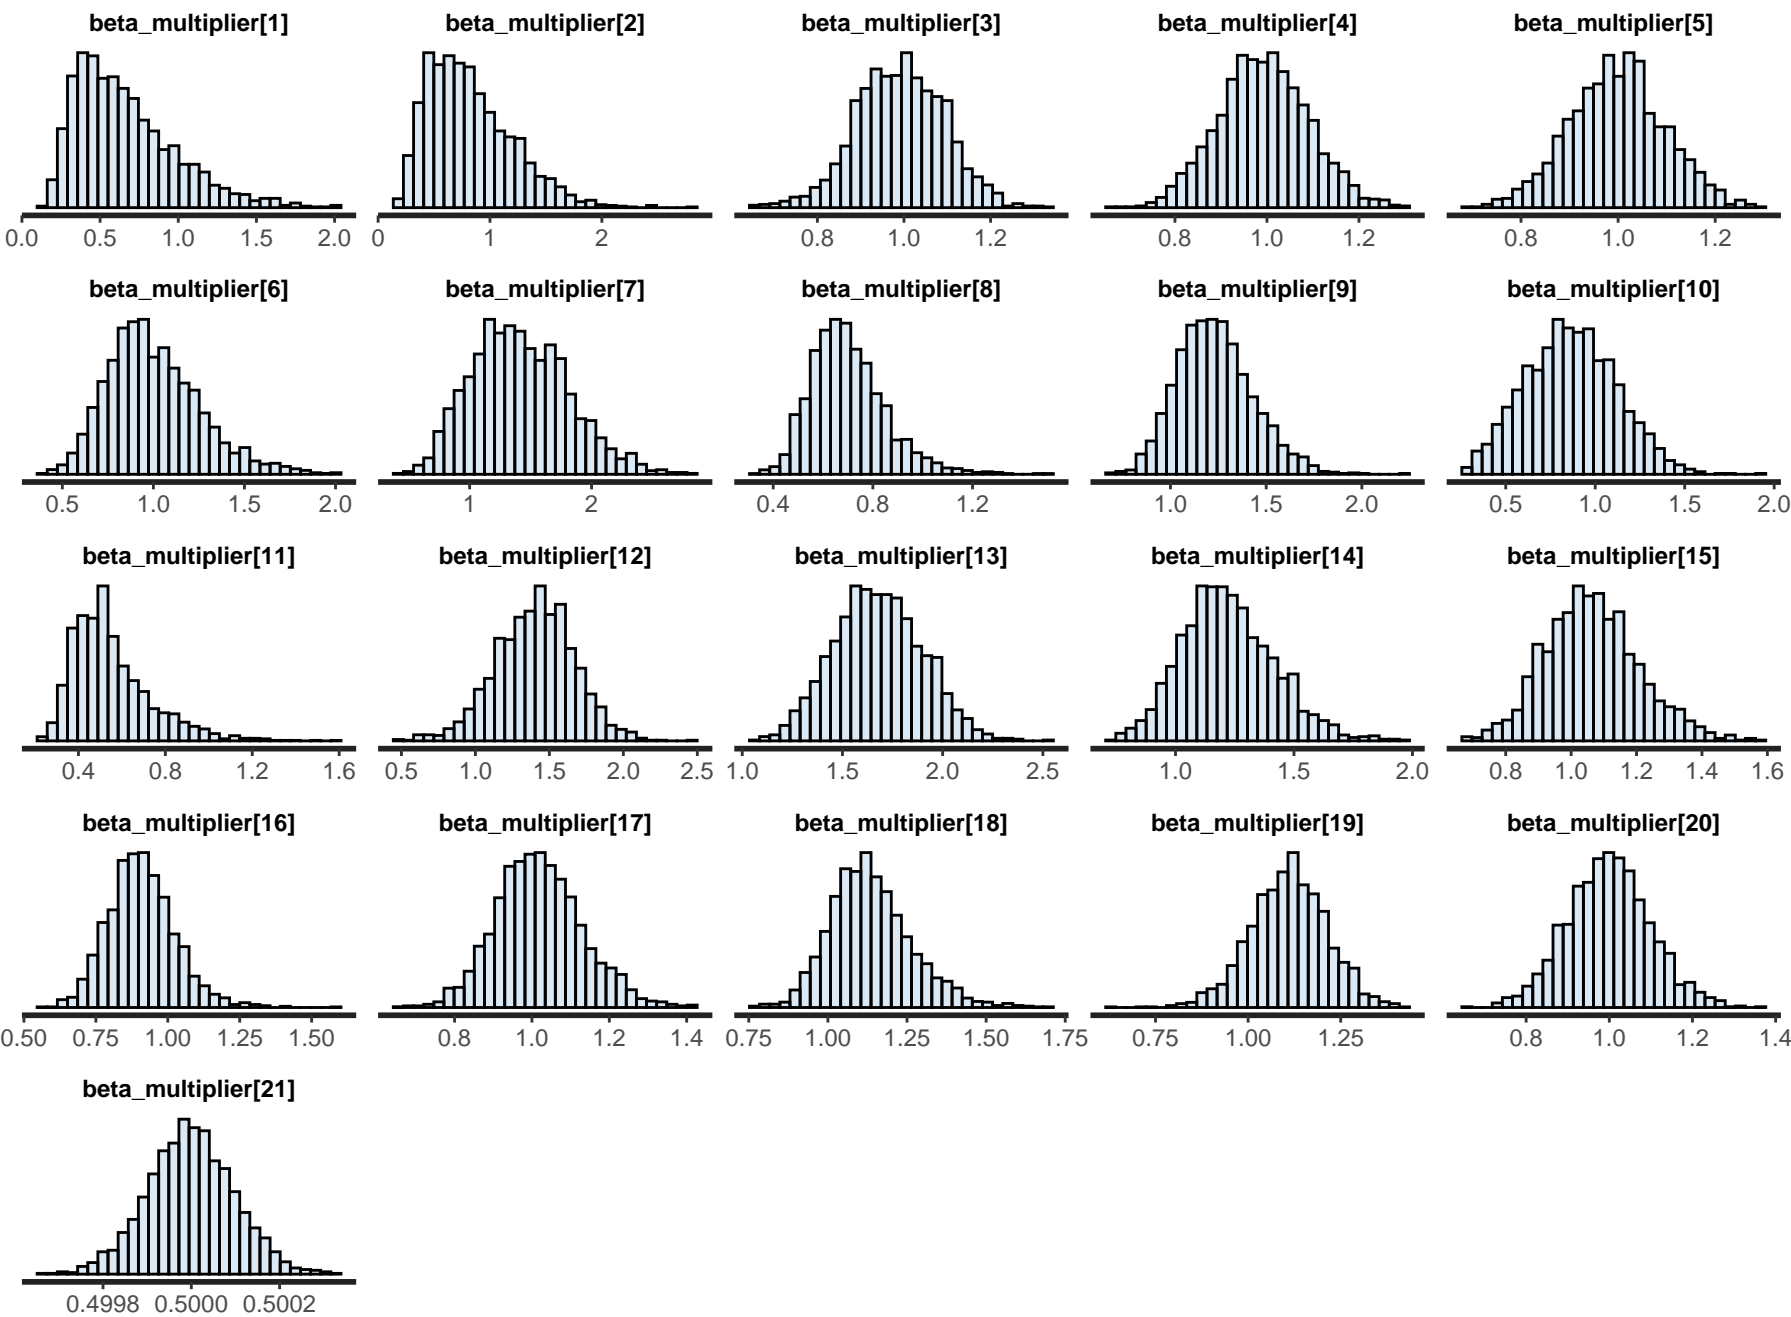 beta_multiplier[1] beta_multiplier[2] beta_multiplier[3] beta_multiplier[4] beta_multiplier[5]
0.0 0.5 1.0 1.5 2.0 0 1 2 0.8 1.0 1.2 0.8 1.0 1.2 0.8 1.0 1.2
beta_multiplier[6] beta_multiplier[7] beta_multiplier[8] beta_multiplier[9] beta_multiplier[10]
0.5 1.0 1.5 2.0 1 2 0.4 0.8 1.2 1.0 1.5 2.0 0.5 1.0 1.5 2.0
beta_multiplier[11] beta_multiplier[12] beta_multiplier[13] beta_multiplier[14] beta_multiplier[15]
0.4 0.8 1.2 1.6 0.5 1.0 1.5 2.0 2.5 1.0 1.5 2.0 2.5 1.0 1.5 2.0 0.8 1.0 1.2 1.4 1.6
beta_multiplier[16] beta_multiplier[17] beta_multiplier[18] beta_multiplier[19] beta_multiplier[20]
0.50 0.75 1.00 1.25 1.50 0.8 1.0 1.2 1.4 0.75 1.00 1.25 1.50 1.75 0.75 1.00 1.25 0.8 1.0 1.2 1.4
beta_multiplier[21]
0.4998 0.5000 0.5002